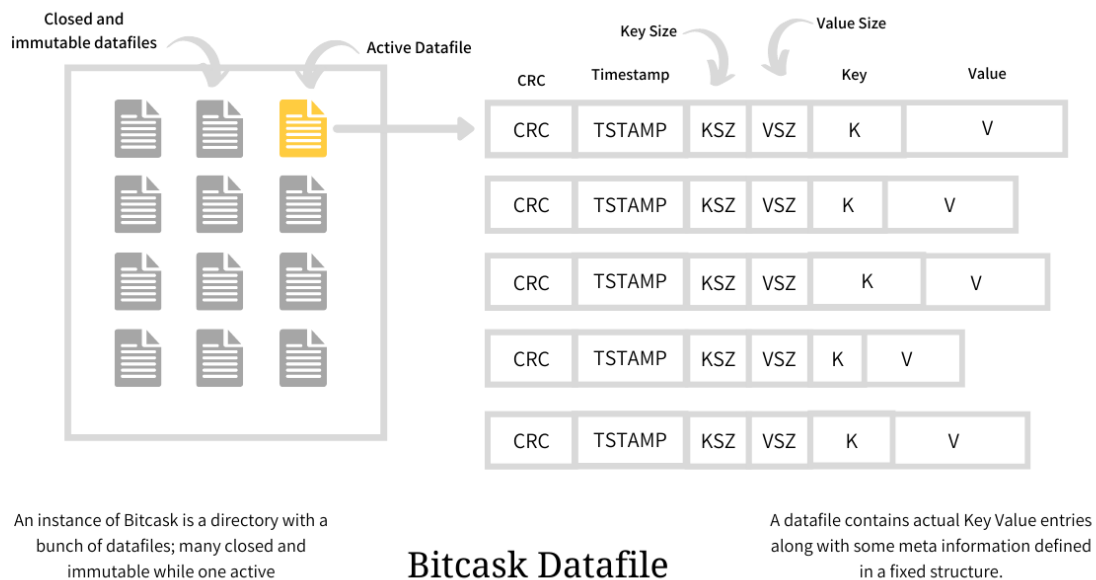 Closed and
immutable datafiles
Active Datafile
Key Size
Value Size
CRC
Timestamp
Key
Value
CRC TSTAMP KSZ VSZ K V
CRC TSTAMP KSZ VSZ K V
CRC TSTAMP KSZ VSZ K V
CRC TSTAMP KSZ VSZ K V
CRC TSTAMP KSZ VSZ K V
An instance of Bitcask is a directory with a
bunch of datafiles; many closed and
immutable while one active
Bitcask Datafile
A datafile contains actual Key Value entries
along with some meta information defined
in a fixed structure.